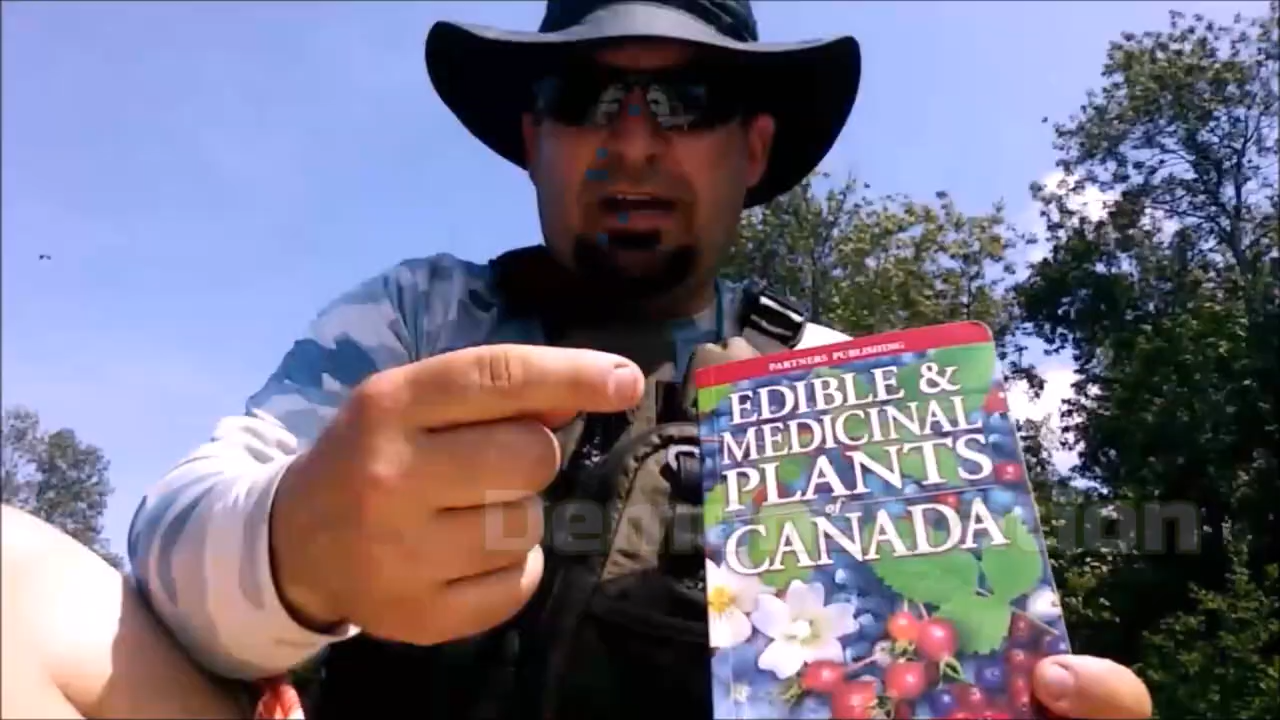 PARTNERS PUBLISHING
EDIBLE &
MEDICINAL
PLANTS
of
CANADA